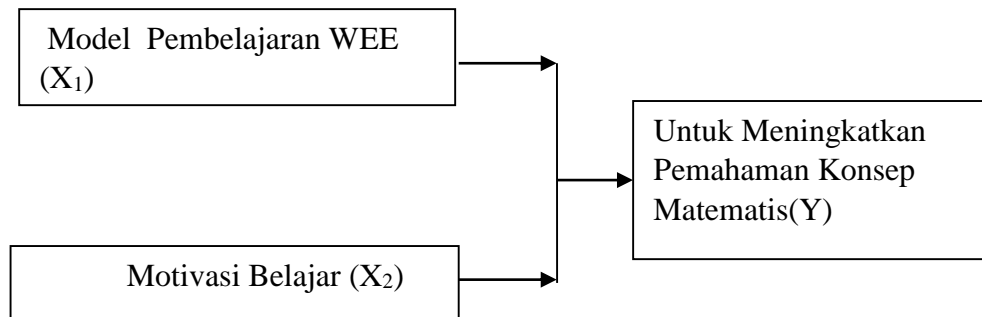 Model Pembelajaran WEE
(X₁)
Untuk Meningkatkan
Pemahaman Konsep
Matematis(Y)
Motivasi Belajar (X₂)